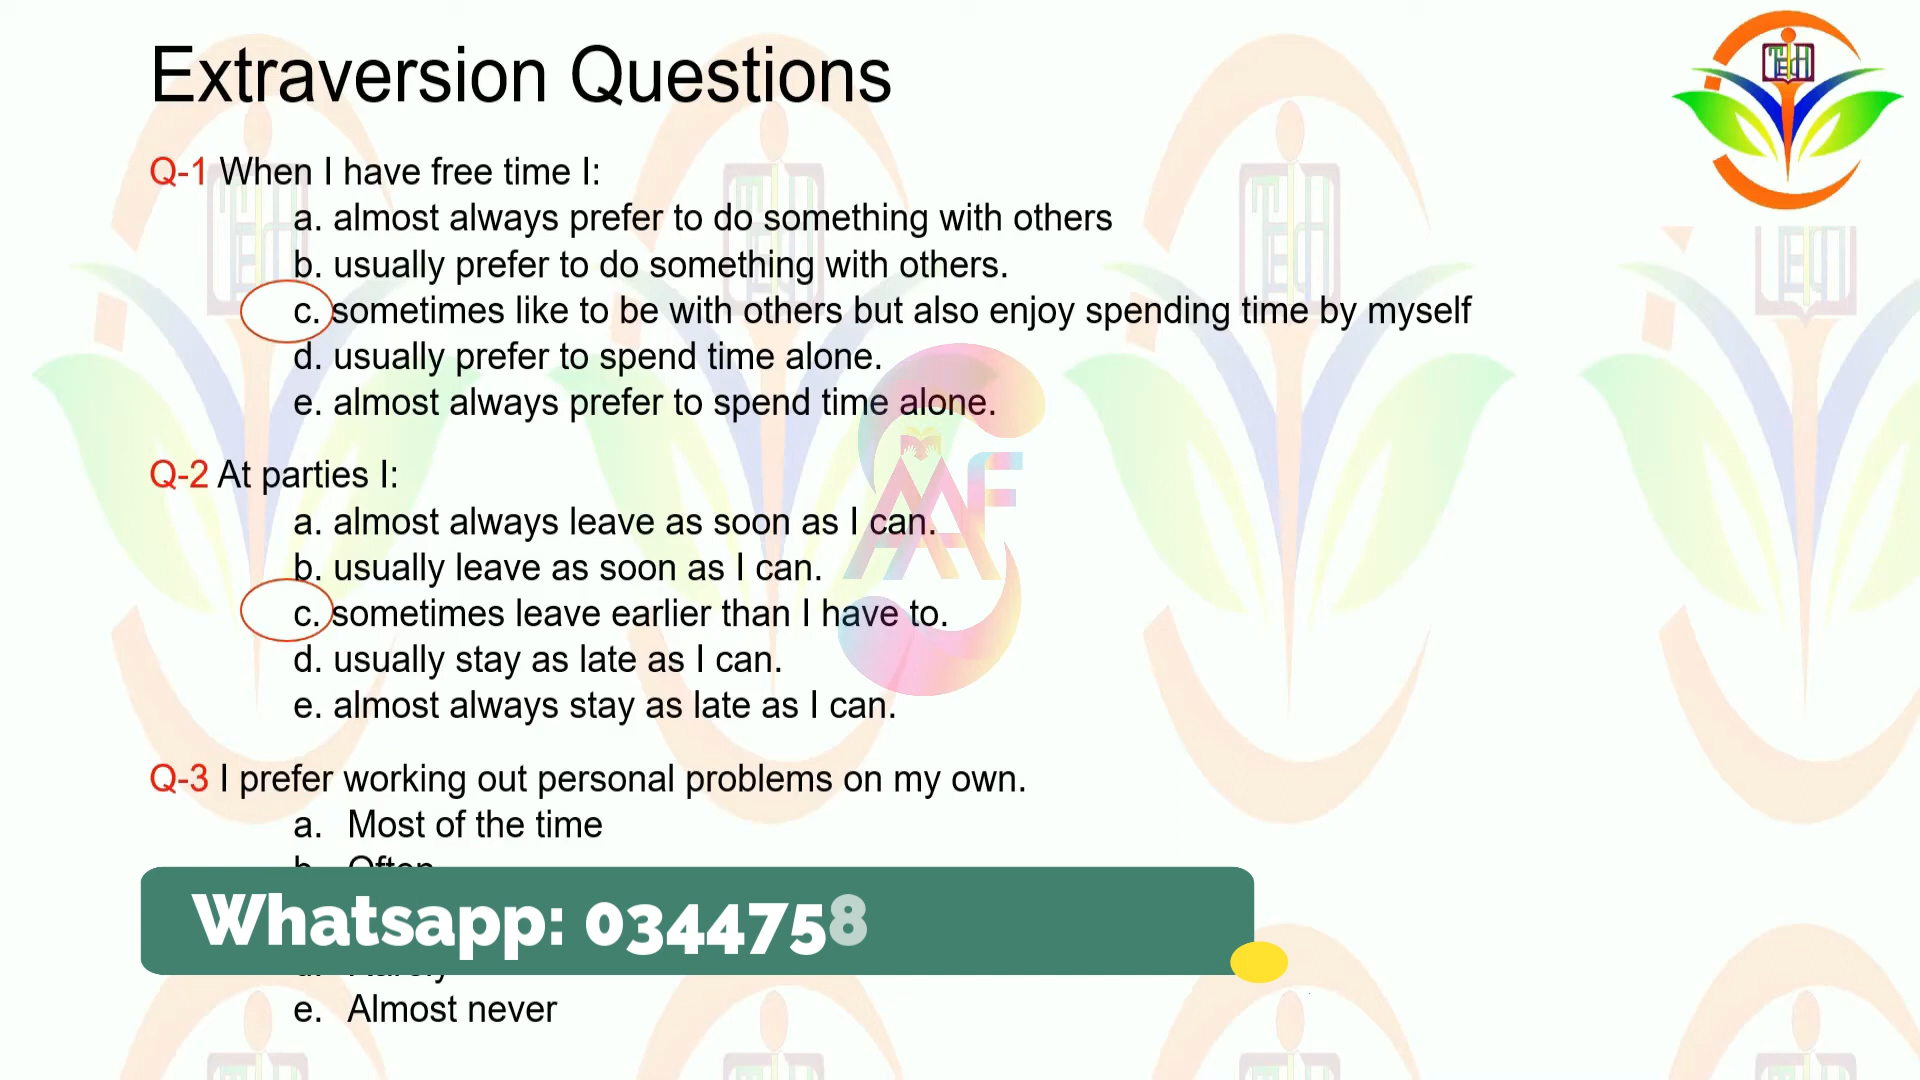 Extraversion Questions
Q-1 When I have free time I:
a. almost always prefer to do something with others
b. usually prefer to do something with others.
c. sometimes like to be with others but also enjoy spending time by myself
d. usually prefer to spend time alone.
e. almost always prefer to spend time alone.
Q-2 At parties I:
a. almost always leave as soon as I can.
b. usually leave as soon as I can.
c. sometimes leave earlier than I have to.
d. usually stay as late as I can.
e. almost always stay as late as I can.
Q-3 I prefer working out personal problems on my own.
a. Most of the time
b. Often
Whatsapp: 0344758
e. Almost never